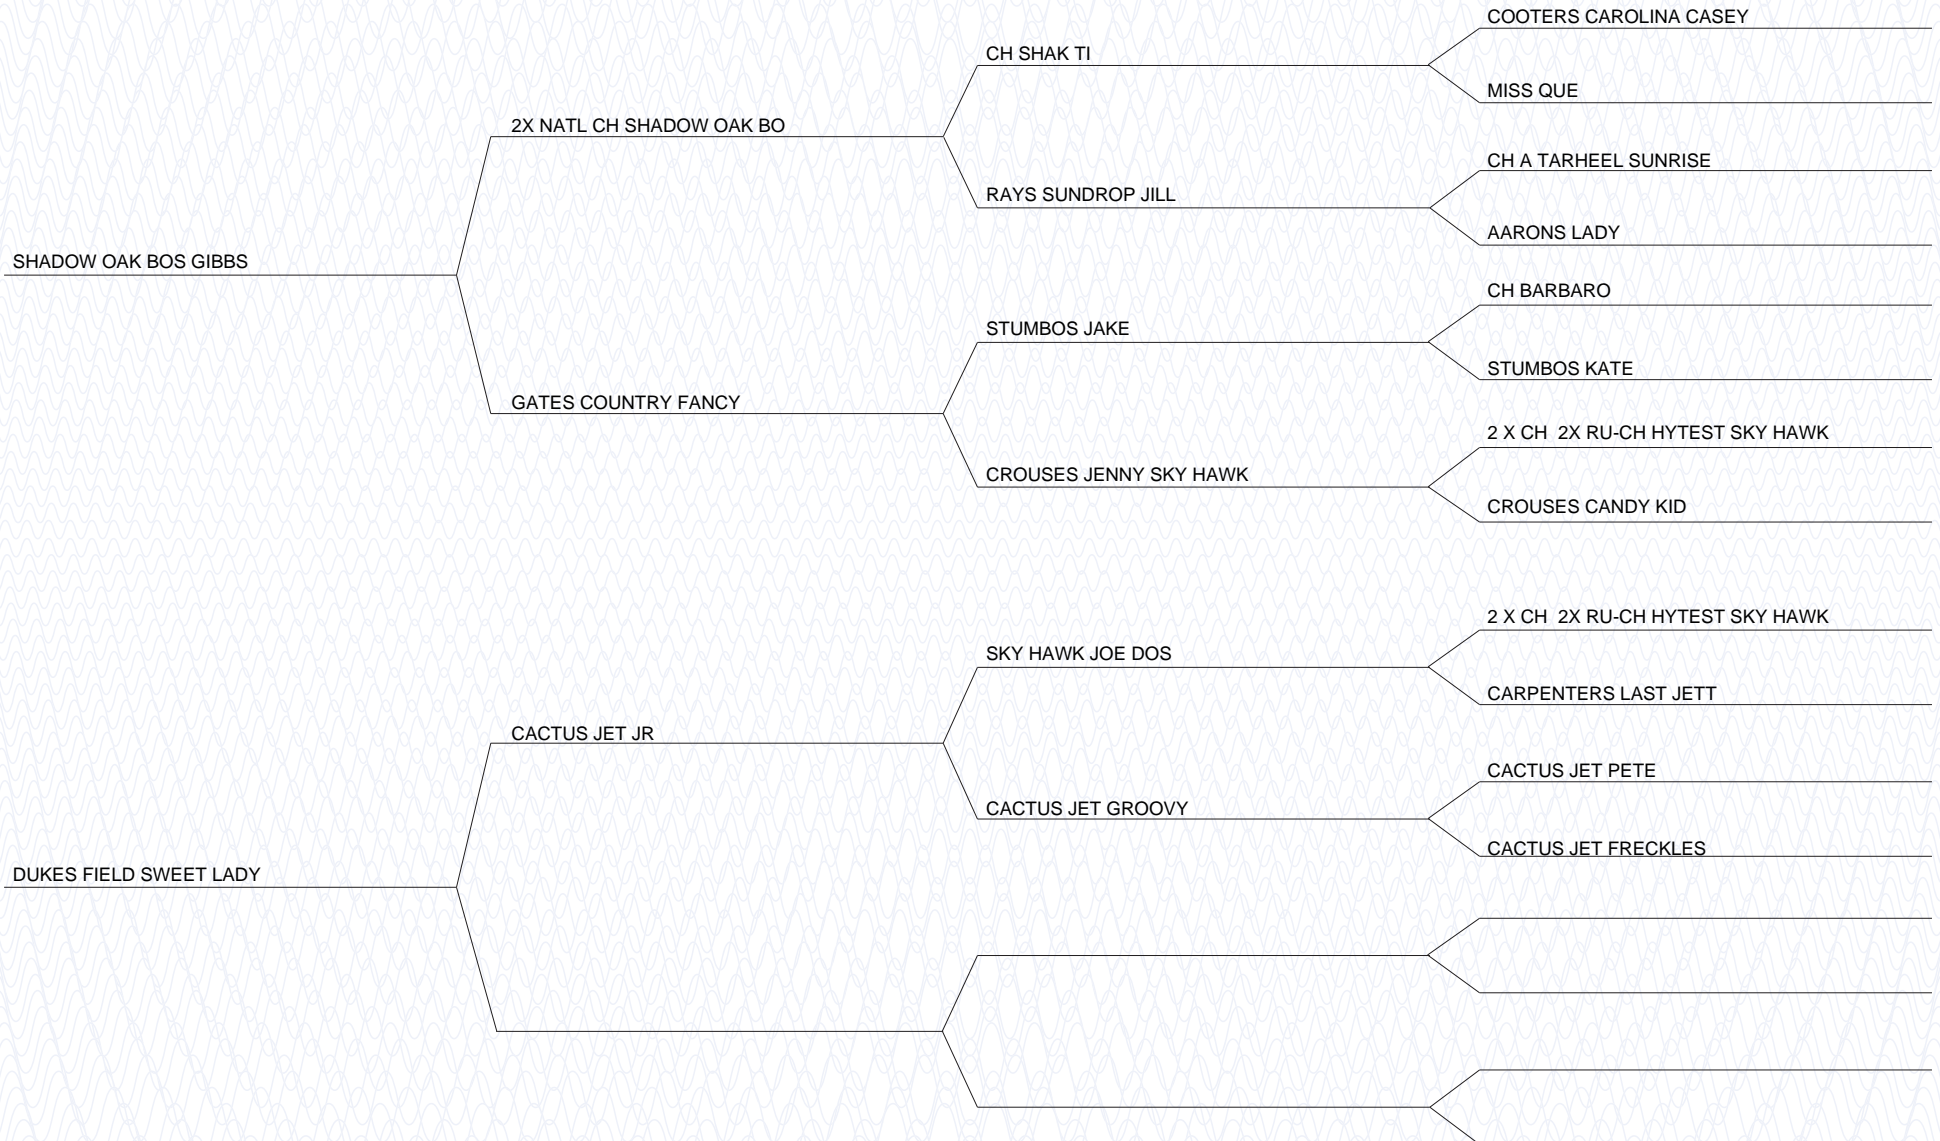 COOTERS CAROLINA CASEY
CH SHAK TI
MISS QUE
2X NATL CH SHADOW OAK BO
CH A TARHEEL SUNRISE
RAYS SUNDROP JILL
AARONS LADY
SHADOW OAK BOS GIBBS
CH BARBARO
STUMBOS JAKE
STUMBOS KATE
GATES COUNTRY FANCY
2 X CH  2X RU-CH HYTEST SKY HAWK
CROUSES JENNY SKY HAWK
CROUSES CANDY KID
2 X CH  2X RU-CH HYTEST SKY HAWK
SKY HAWK JOE DOS
CARPENTERS LAST JETT
CACTUS JET JR
CACTUS JET PETE
CACTUS JET GROOVY
CACTUS JET FRECKLES
DUKES FIELD SWEET LADY